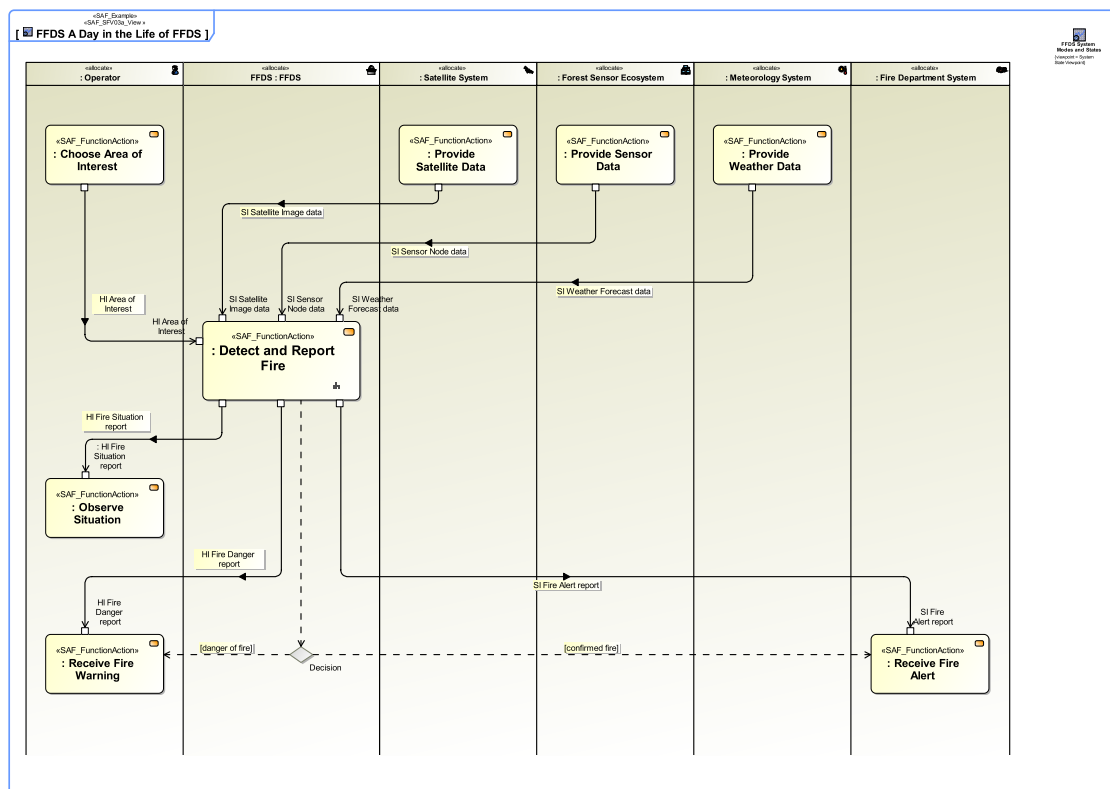 «SAF_Example»
«SAF_SFV03a_View »
[ FFDS A Day in the Life of FFDS ]
FFDS System
Modes and States
[viewpoint = System
State Viewpoint]
«allocate»
: Operator
«allocate»
FFDS : FFDS
«allocate»
: Satellite System
«allocate»
: Forest Sensor Ecosystem
«allocate»
: Meteorology System
«allocate»
: Fire Department System
«SAF_FunctionAction»
: Choose Area of
Interest
«SAF_FunctionAction»
: Provide
Satellite Data
«SAF_FunctionAction»
: Provide Sensor
Data
«SAF_FunctionAction»
: Provide
Weather Data
SI Satellite Image data
SI Sensor Node data
SI Weather Forecast data
HI Area of
Interest
SI Satellite
Image data
SI Sensor
Node data
SI Weather
Forecast data
HI Area of
Interest
«SAF_FunctionAction»
: Detect and Report
Fire
HI Fire Situation
report
: HI Fire
Situation
report
«SAF_FunctionAction»
: Observe
Situation
HI Fire Danger
report
SI Fire Alert report
HI Fire
Danger
report
SI Fire
Alert report
«SAF_FunctionAction»
: Receive Fire
Warning
[danger of fire]
Decision
[confirmed fire]
«SAF_FunctionAction»
: Receive Fire
Alert